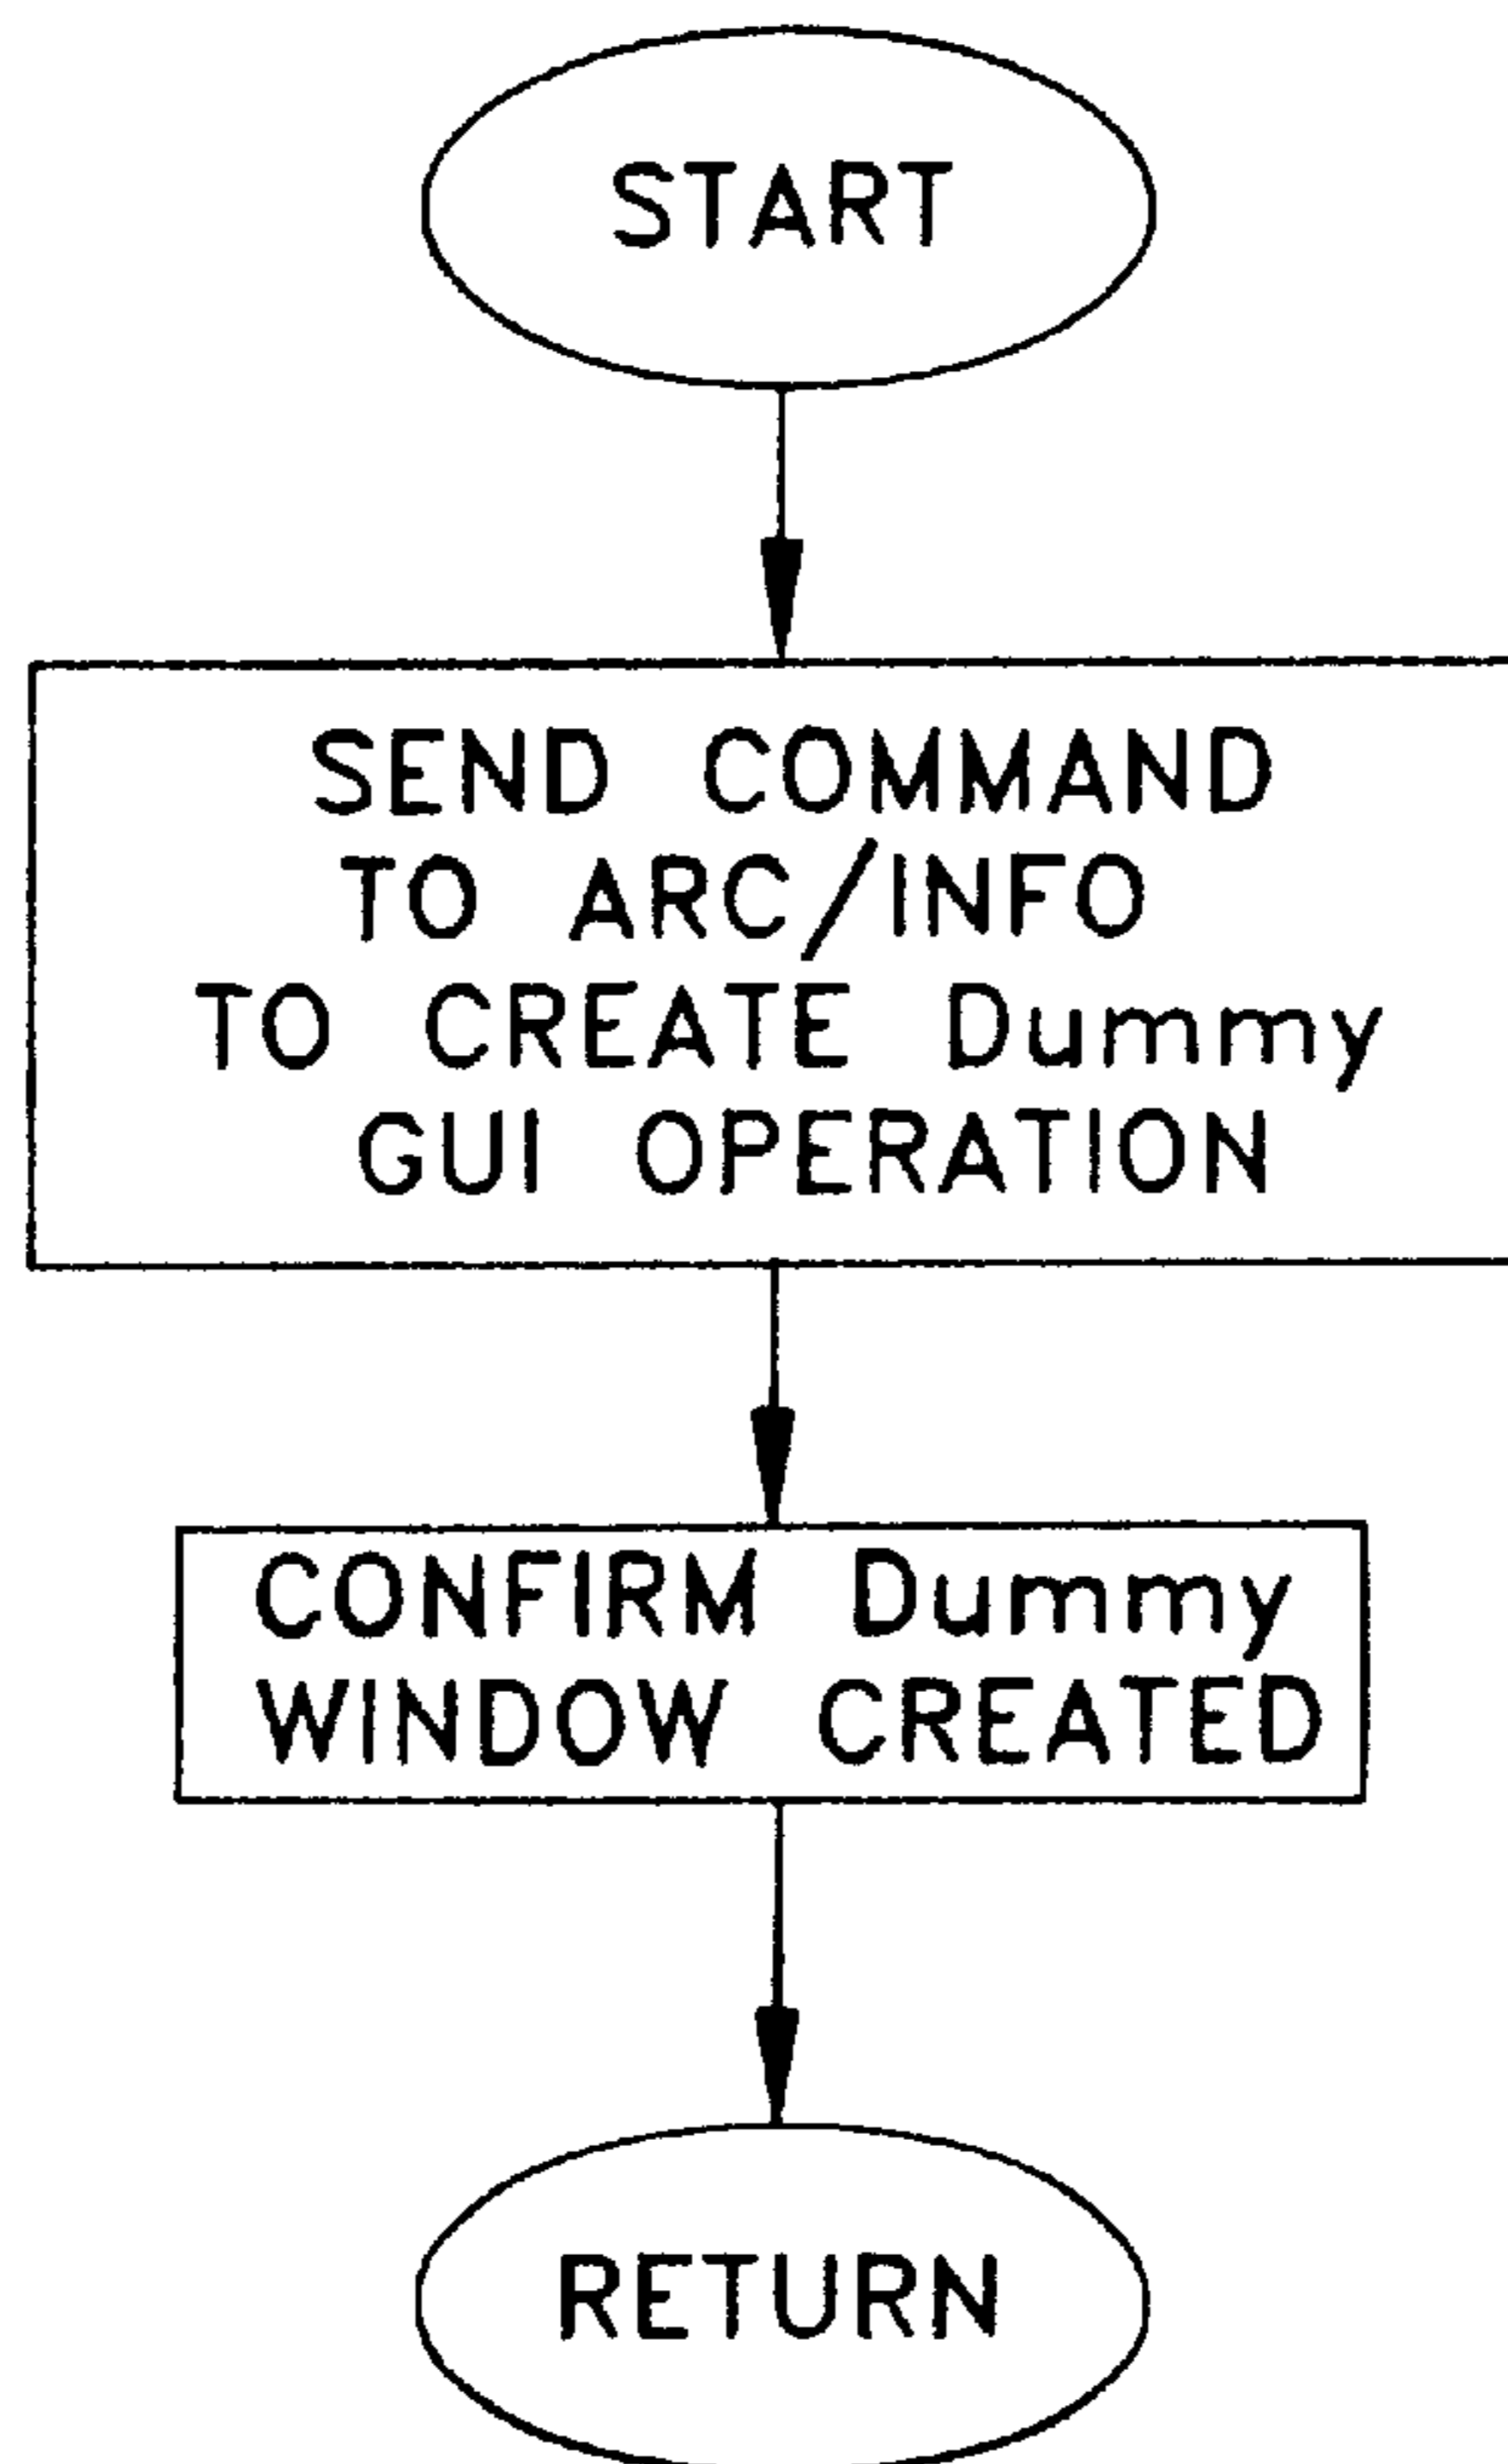 START
SEND COMMAND
TO ARC/INFO
TO CREATE Dummy
GUI OPERATION
CONFIRM Dummy
WINDOW CREATED
RETURN